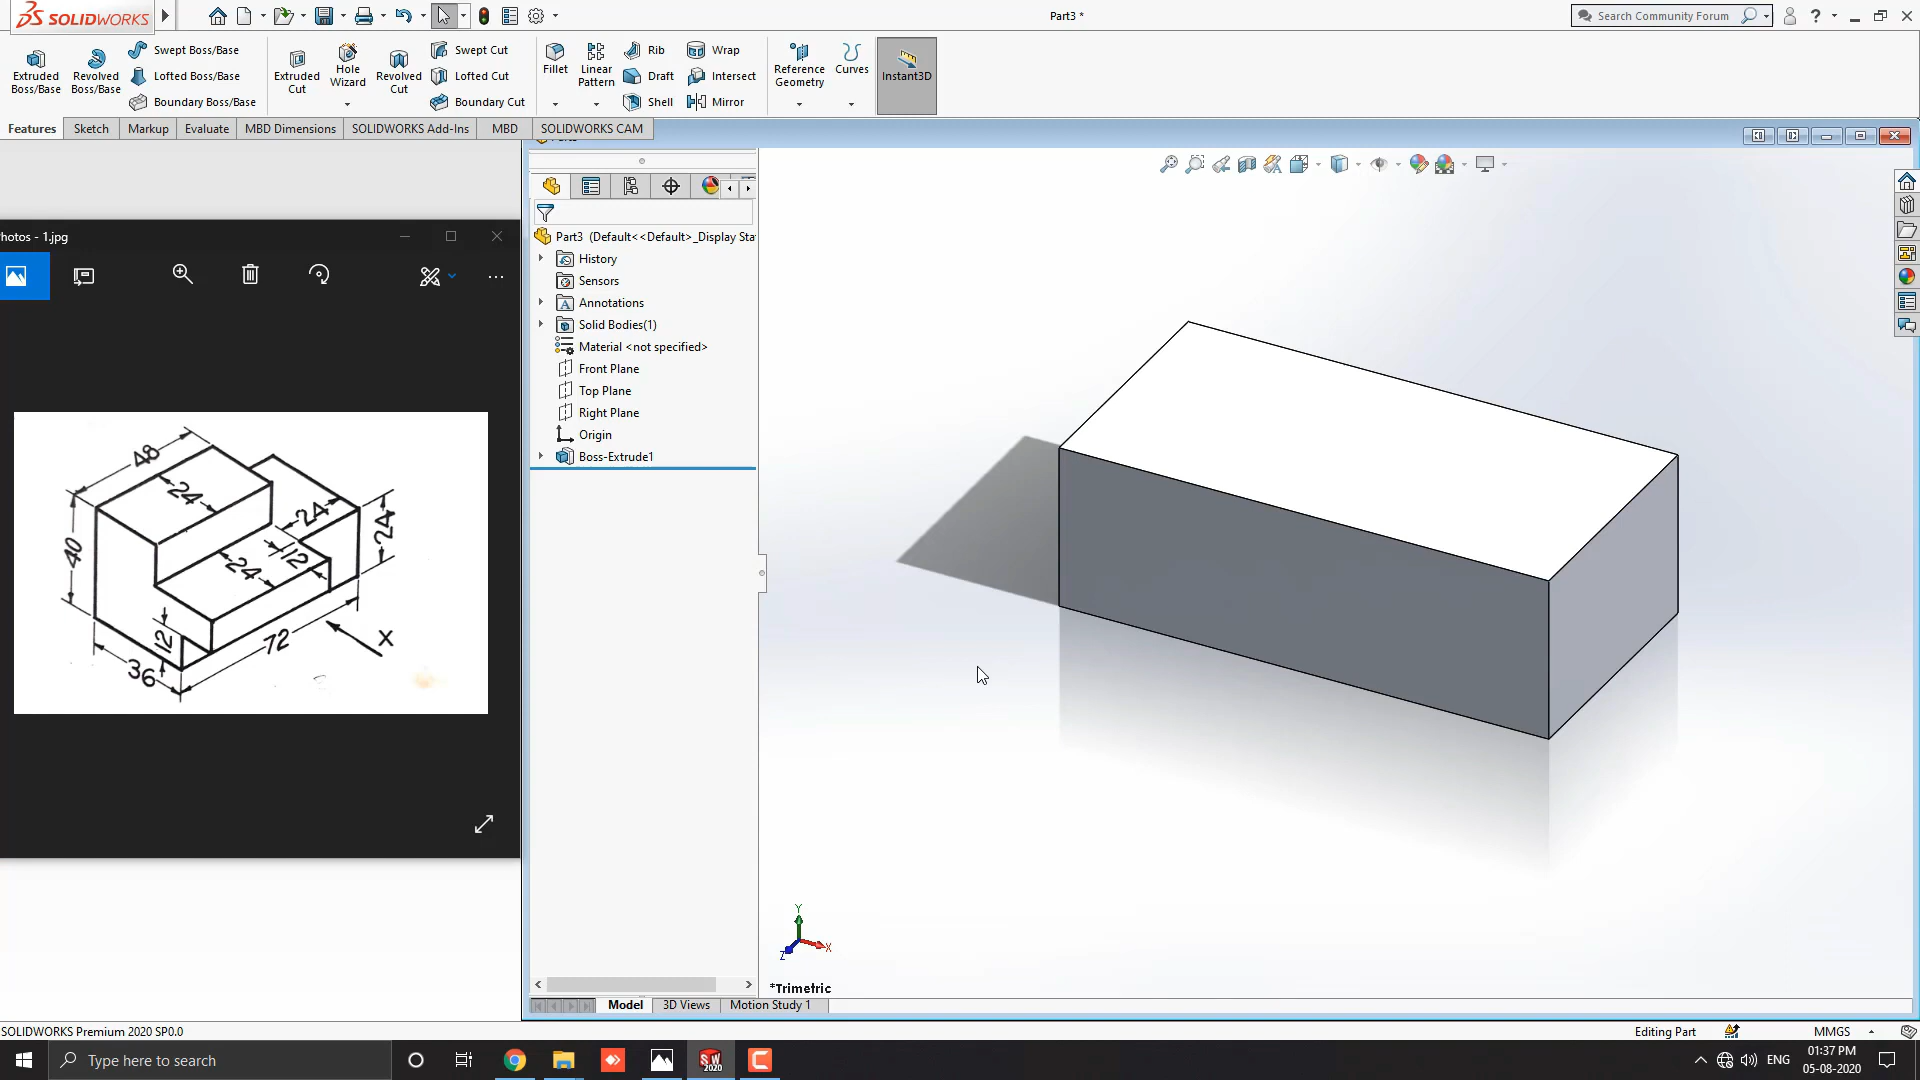 SOLIDWORKS
Part3 *
Search Community Forum
Extruded Boss/Base
Revolved Boss/Base
Swept Boss/Base
Lofted Boss/Base
Boundary Boss/Base
Extruded Cut
Hole Wizard
Revolved Cut
Swept Cut
Lofted Cut
Boundary Cut
Fillet
Linear Pattern
Rib
Draft
Shell
Wrap
Intersect
Mirror
Reference Geometry
Curves
Instant3D
Features
Sketch
Markup
Evaluate
MBD Dimensions
SOLIDWORKS Add-Ins
MBD
SOLIDWORKS CAM
hotos - 1.jpg
48
24
24
24
40
12
24
12
72
X
36
Part3 (Default<<Default>_Display Sta
History
Sensors
Annotations
Solid Bodies(1)
Material <not specified>
Front Plane
Top Plane
Right Plane
Origin
Boss-Extrude1
Y
X
Z
*Trimetric
Model
3D Views
Motion Study 1
SOLIDWORKS Premium 2020 SP0.0
Editing Part
MMGS
Type here to search
SW
2020
ENG
01:37 PM
05-08-2020